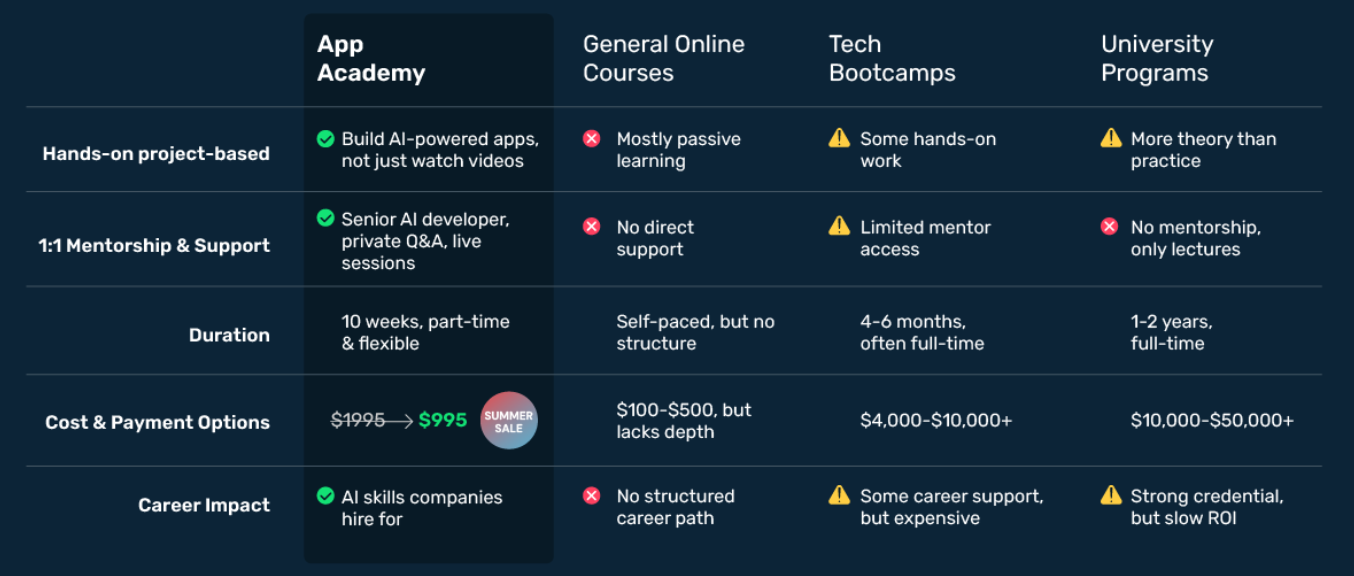 App
Academy
General Online
Courses
Tech
Bootcamps
University
Programs
Hands-on project-based
Build AI-powered apps,
not just watch videos
Mostly passive
learning
Some hands-on
work
More theory than
practice
1:1 Mentorship & Support
Senior AI developer,
private Q&A, live
sessions
No direct
support
Limited mentor
access
No mentorship,
only lectures
Duration
10 weeks, part-time
& flexible
Self-paced, but no
structure
4-6 months,
often full-time
1-2 years,
full-time
Cost & Payment Options
$1995 → $995
SUMMER
SALE
$100-$500, but
lacks depth
$4,000-$10,000+
$10,000-$50,000+
Career Impact
AI skills companies
hire for
No structured
career path
Some career support,
but expensive
Strong credential,
but slow ROI